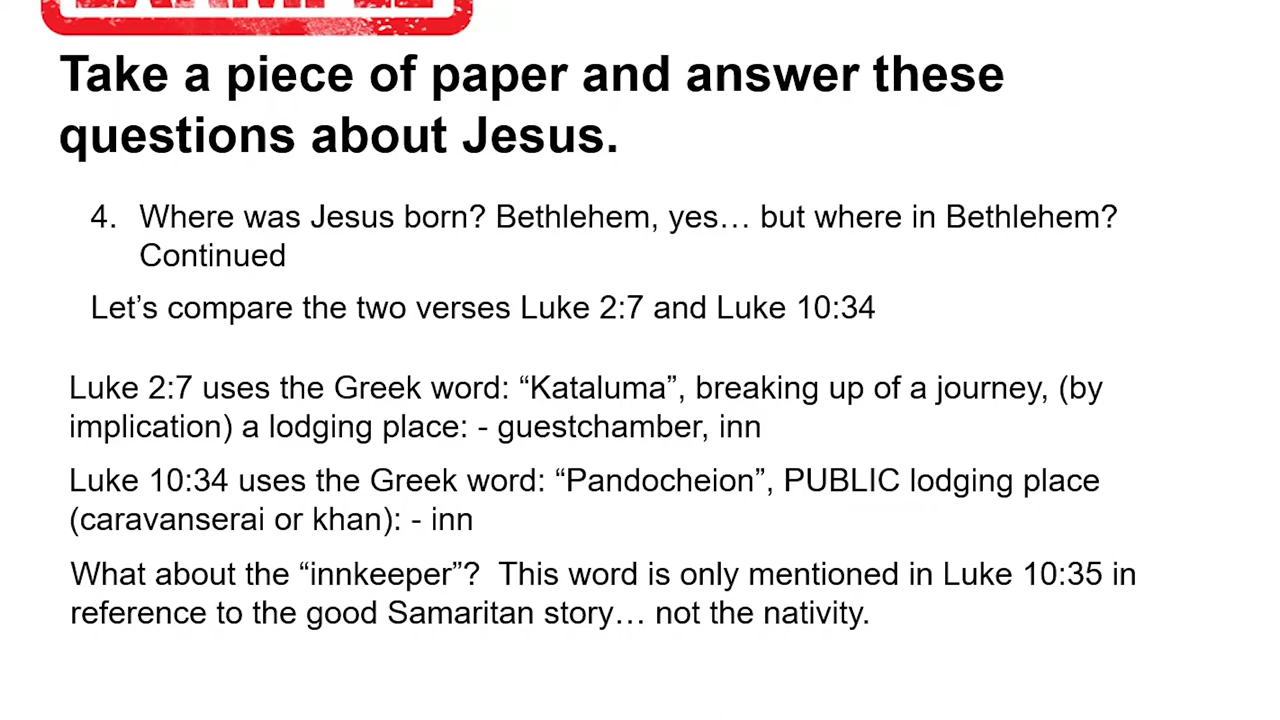 Take a piece of paper and answer these
questions about Jesus.
4. Where was Jesus born? Bethlehem, yes… but where in Bethlehem?
Continued
Let’s compare the two verses Luke 2:7 and Luke 10:34
Luke 2:7 uses the Greek word: “Kataluma”, breaking up of a journey, (by
implication) a lodging place: - guestchamber, inn
Luke 10:34 uses the Greek word: “Pandocheion”, PUBLIC lodging place
(caravanserai or khan): - inn
What about the “innkeeper”? This word is only mentioned in Luke 10:35 in
reference to the good Samaritan story… not the nativity.